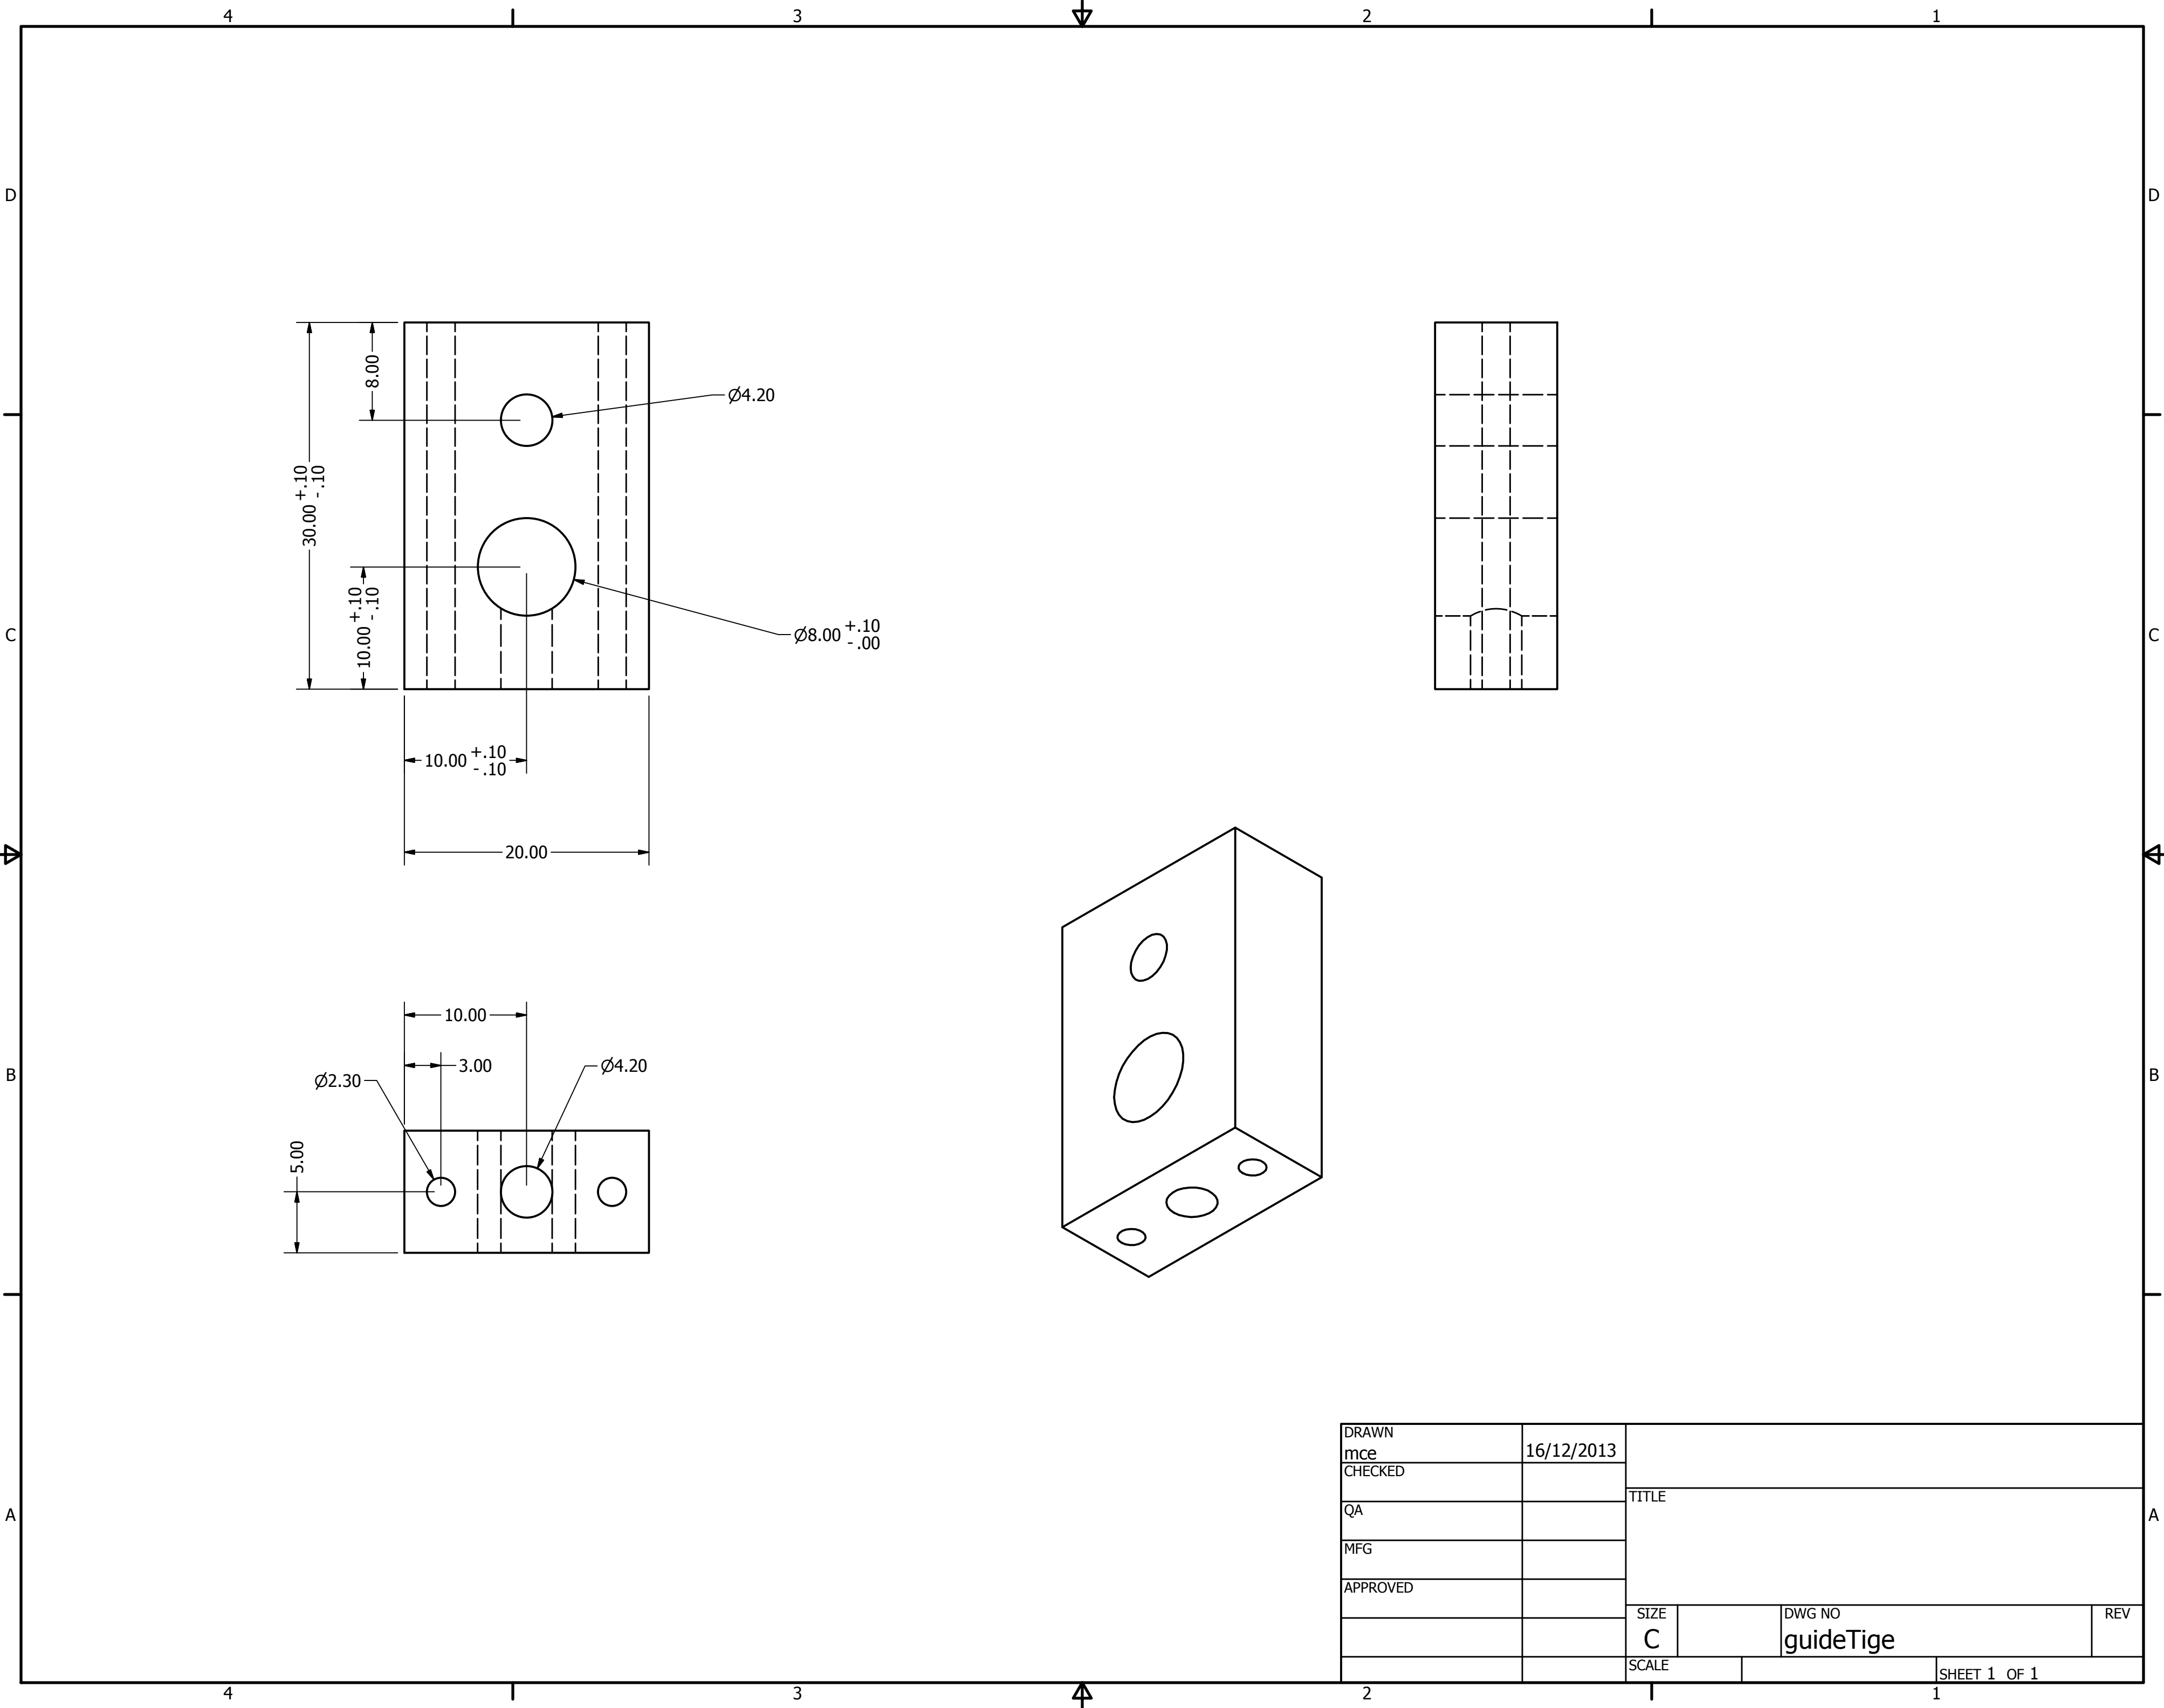 4 3 2 1
D D
8.00
Ø4.20
30.00 +.10 -.10
10.00 +.10 -.10
Ø8.00 +.10 -.00
C C
10.00 +.10 -.10
20.00
10.00
3.00
Ø4.20
Ø2.30
B B
5.00
DRAWN
mce 16/12/2013
CHECKED
QA
MFG
APPROVED
TITLE
A A
SIZE
C
DWG NO
guideTige
REV
SCALE
SHEET 1 OF 1
4 3 2 1